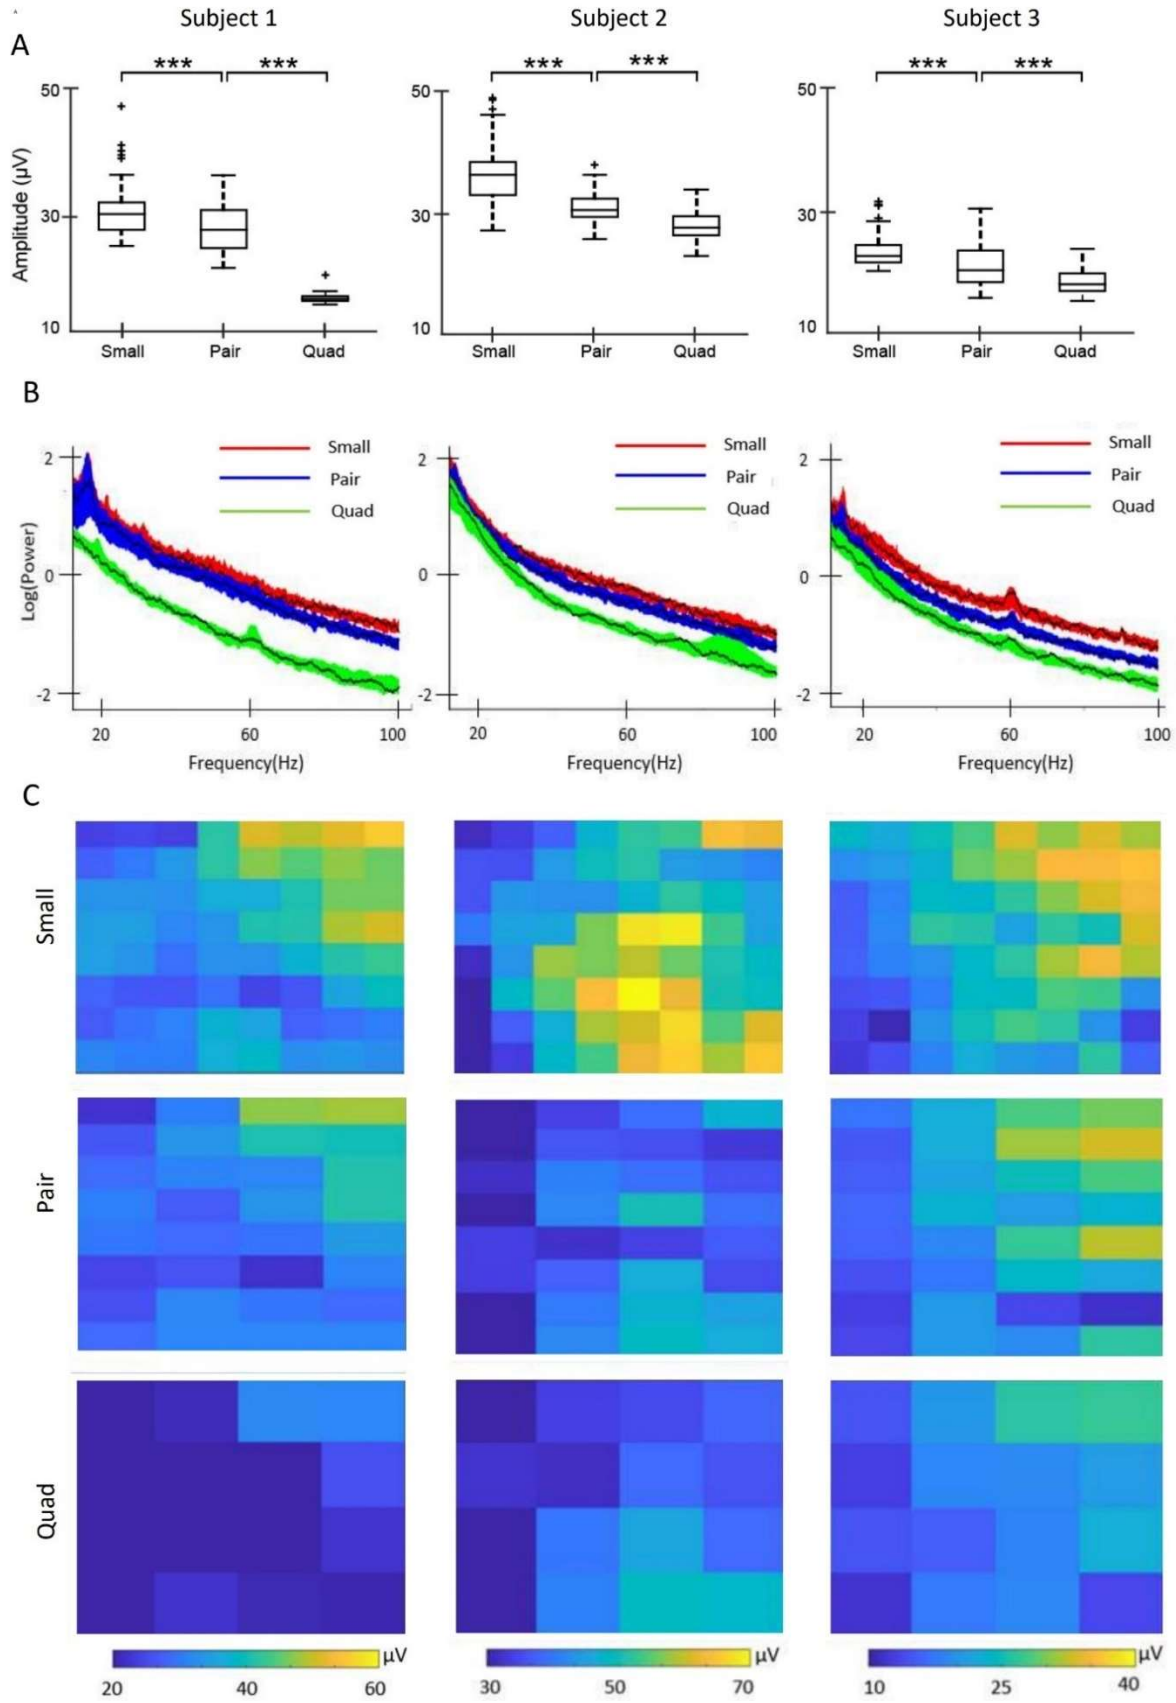 A
Subject 1 Subject 2 Subject 3
A
*** *** *** *** *** ***
Amplitude (µV)
50 50 50
30 30 30
10 10 10
Small Pair Quad Small Pair Quad Small Pair Quad
B
Log(Power)
2 2 2
0 0 0
-2 -2 -2
Small Small Small
Pair Pair Pair
Quad Quad Quad
20 60 100 20 60 100 20 60 100
Frequency(Hz) Frequency(Hz) Frequency(Hz)
C
Small
Pair
Quad
µV µV µV
20 40 60 30 50 70 10 25 40